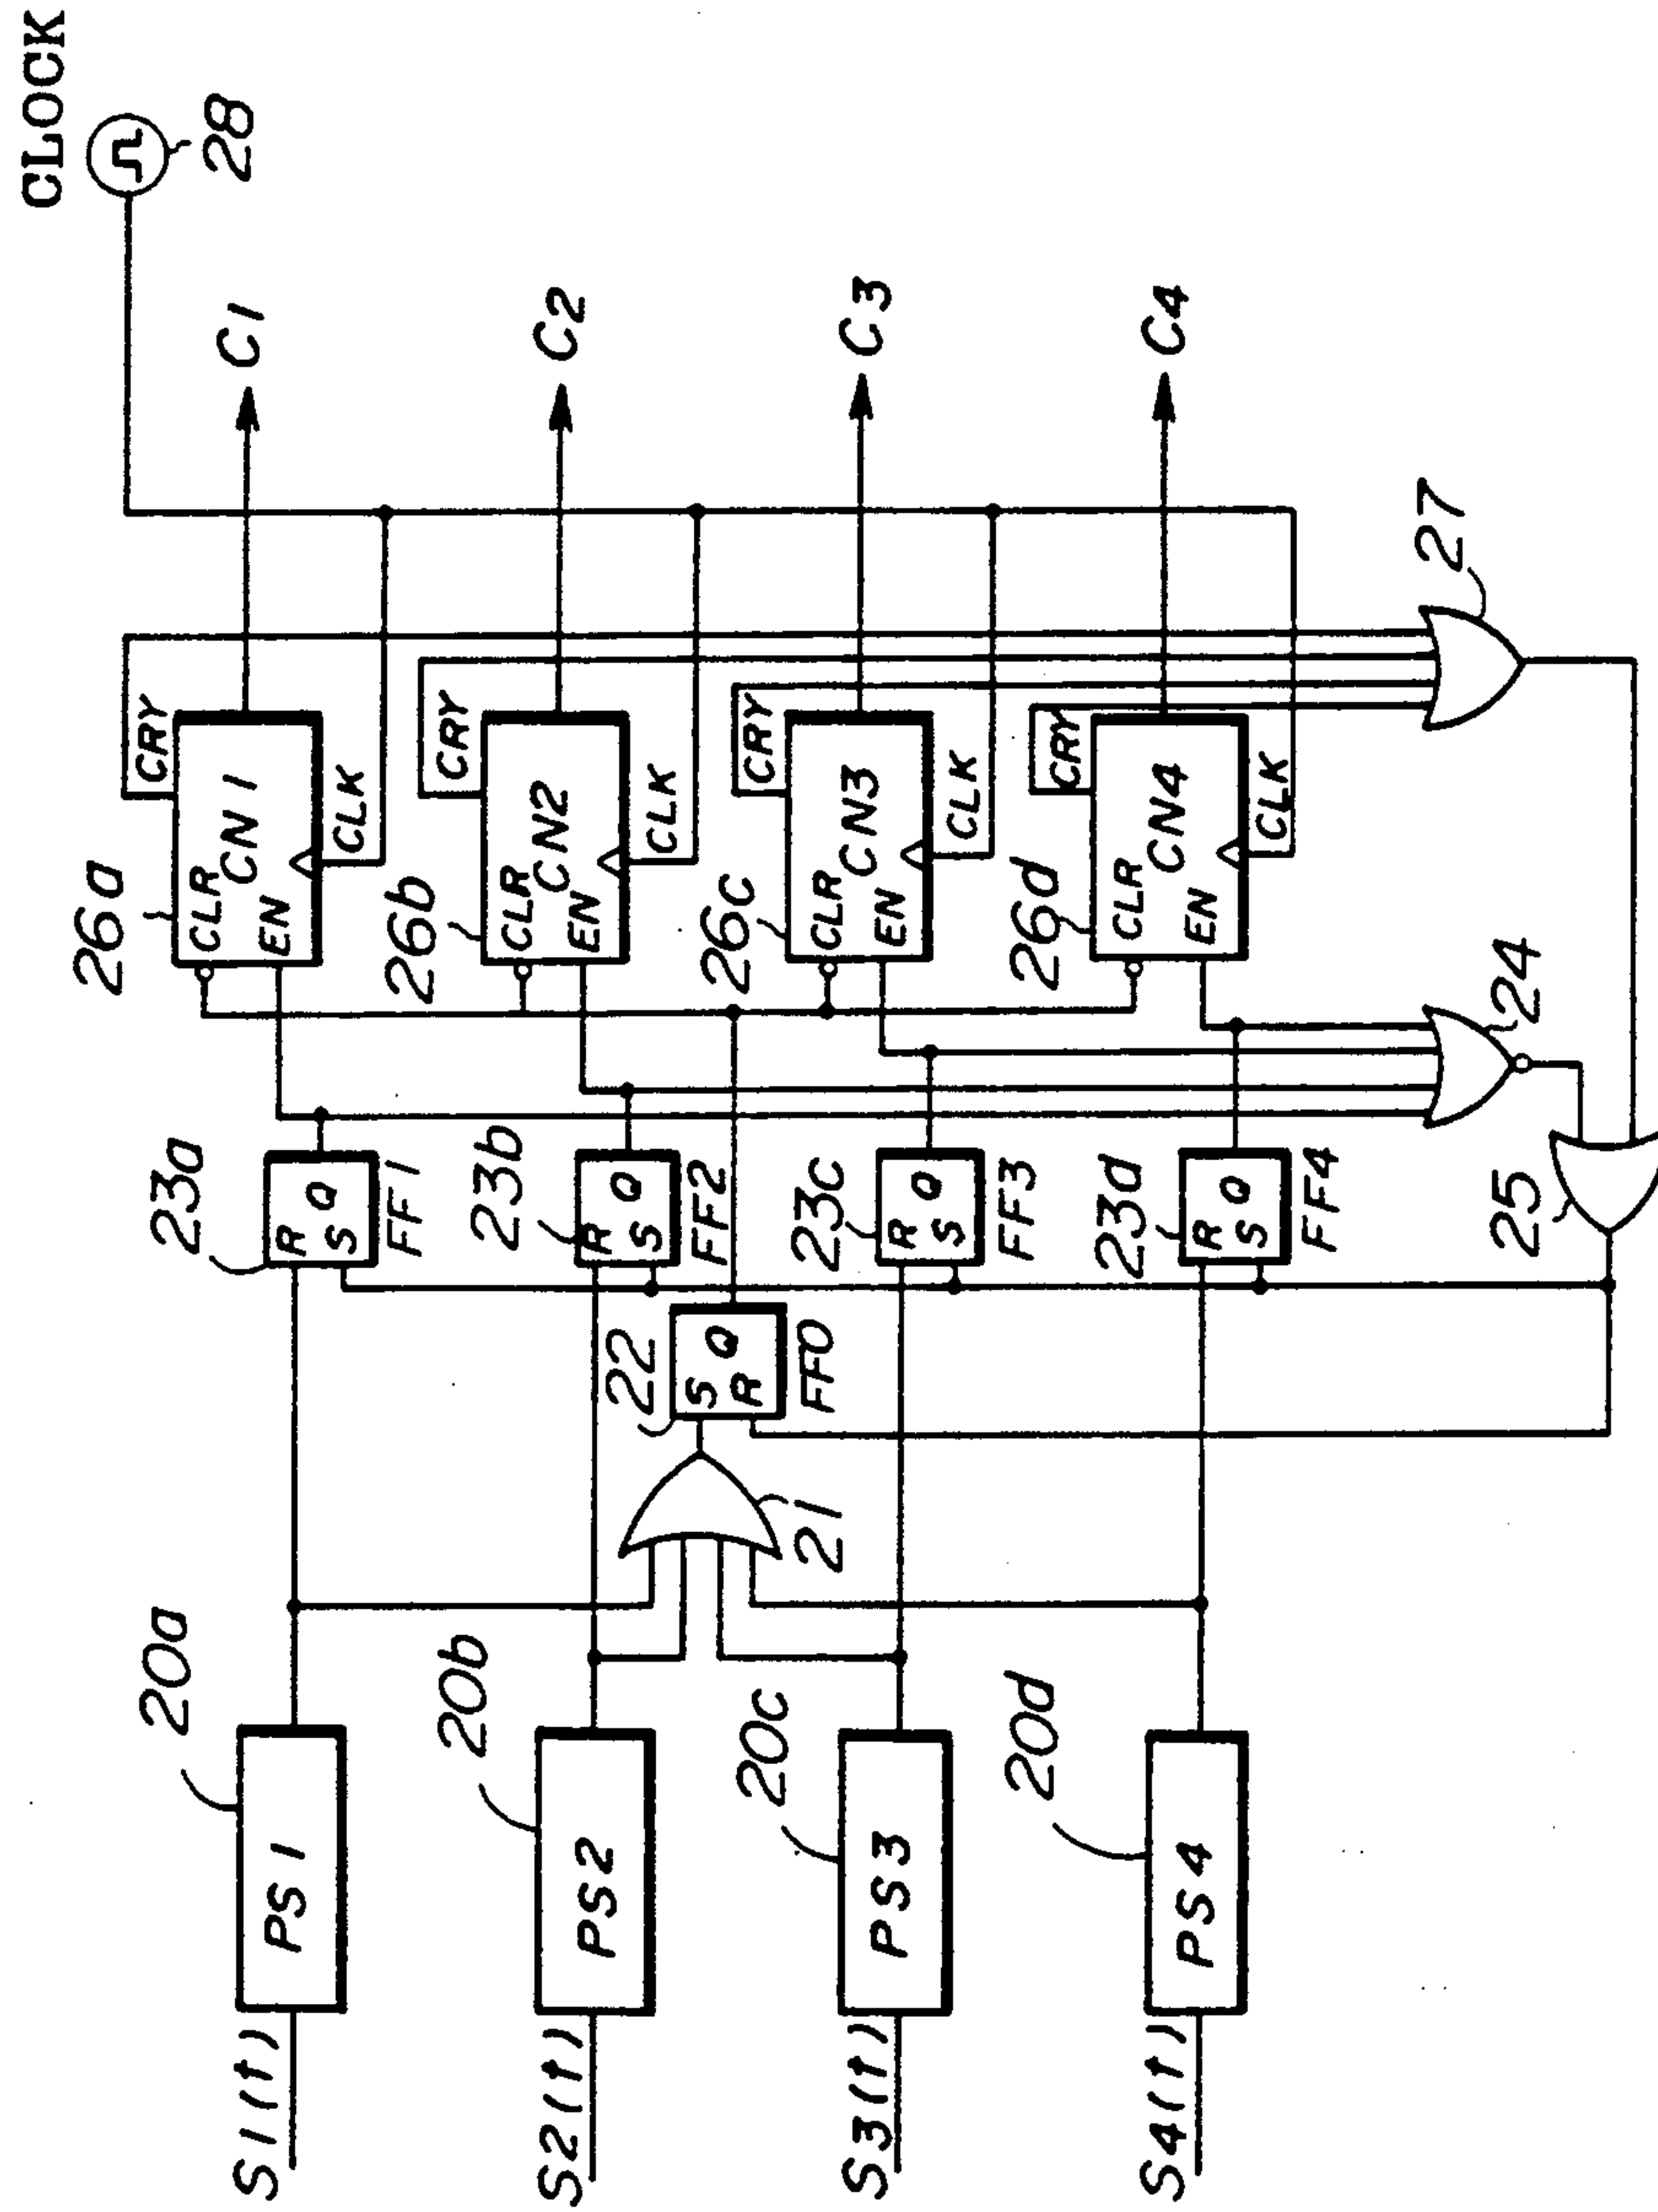 CLOCK
28
S1(t)
20a
PS1
23a
R
S
Q
FF1
26a
CLR
CN1
EN
CRY
CLK
C1
S2(t)
20b
PS2
21
22
S
R
Q
FF0
23b
R
S
Q
FF2
26b
CLR
CN2
EN
CRY
CLK
C2
S3(t)
20c
PS3
23c
R
S
Q
FF3
26c
CLR
CN3
EN
CRY
CLK
C3
S4(t)
20d
PS4
23d
R
S
Q
FF4
26d
CLR
CN4
EN
CRY
CLK
C4
25
24
27